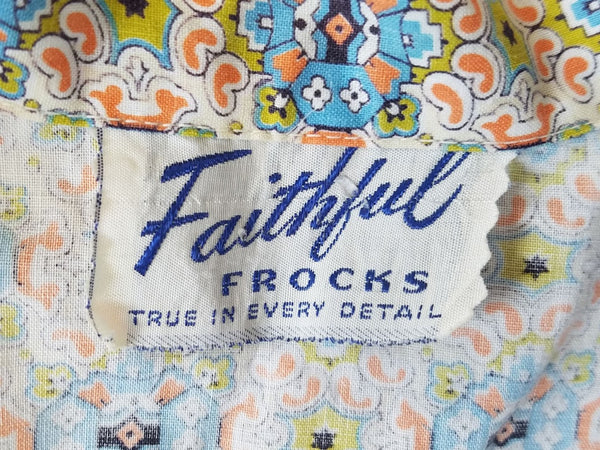 Faithful
FROCKS
TRUE IN EVERY DETAIL